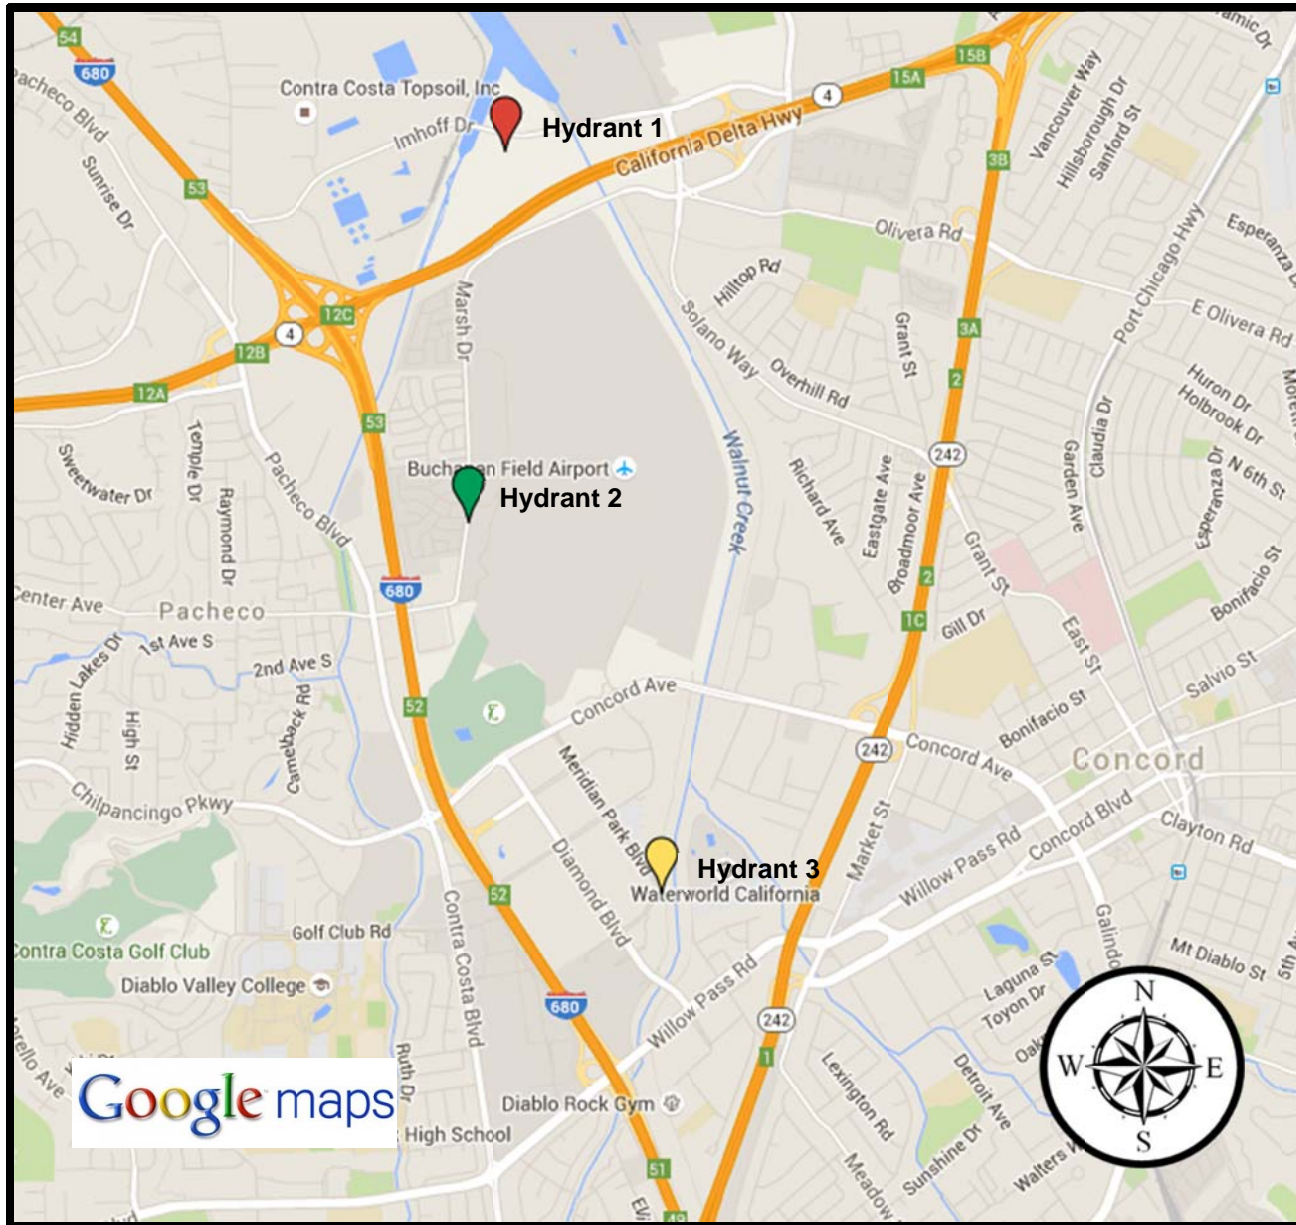 54
680
Pacheco Blvd
Sunrise Dr
53
Contra Costa Topsoil, Inc
Imhoff Dr
Hydrant 1
California Delta Hwy
4
15A
15B
3B
Vancouver Way
Hillsborough Dr
Sanford St
Port Chicago Hwy
Olivera Rd
E Olivera Rd
12C
4
12B
12A
53
Marsh Dr
Hilltop Rd
Solano Way
Overhill Rd
Grant St
3A
2
242
Huron Dr
Holbrook Dr
N 6th St
Esperanza Dr
Claudia Dr
Garden Ave
Sweetwater Dr
Temple Dr
Raymond Dr
Pacheco Blvd
Buchanan Field Airport
Hydrant 2
Walnut Creek
Richard Ave
Eastgate Ave
Broadmoor Ave
Grant St
2
1C
Gill Dr
East St
Bonifacio St
Salvio St
680
Center Ave
Pacheco
1st Ave S
2nd Ave S
Hidden Lakes Dr
High St
Camelback Rd
52
Concord Ave
242
Concord Ave
Bonifacio St
Concord
Chilpancingo Pkwy
Meridian Park Blvd
Diamond Blvd
Hydrant 3
Waterworld California
Market St
Willow Pass Rd
Concord Blvd
Clayton Rd
52
Contra Costa Blvd
Contra Costa Golf Club
Golf Club Rd
Diablo Valley College
680
Willow Pass Rd
242
1
Galindo
Laguna St
Toyon Dr
Mt Diablo St
5th Av
Ruth Dr
Google maps
High School
Diablo Rock Gym
51
49
Lexington Rd
Detroit Ave
Sunshine Dr
Meadow
Walters W
N
W
E
S